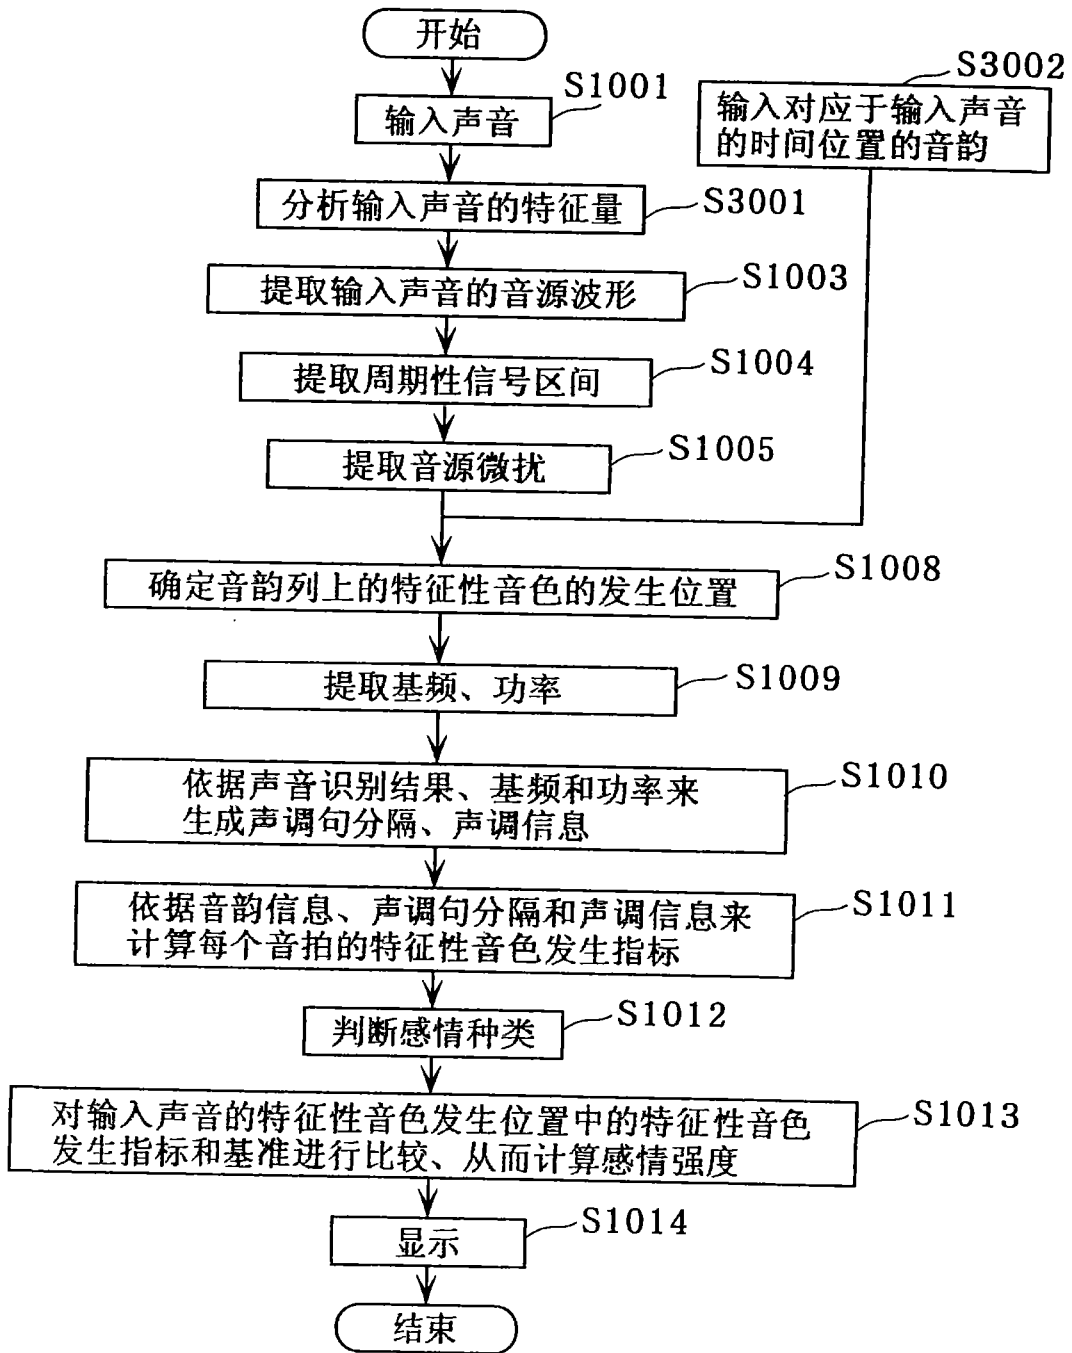 开始
S1001
输入声音
S3002
输入对应于输入声音
的时间位置的音韵
分析输入声音的特征量
S3001
提取输入声音的音源波形
S1003
提取周期性信号区间
S1004
提取音源微扰
S1005
确定音韵列上的特征性音色的发生位置
S1008
提取基频、功率
S1009
依据声音识别结果、基频和功率来
生成声调句分隔、声调信息
S1010
依据音韵信息、声调句分隔和声调信息来
计算每个音拍的特征性音色发生指标
S1011
判断感情种类
S1012
对输入声音的特征性音色发生位置中的特征性音色
发生指标和基准进行比较、从而计算感情强度
S1013
显示
S1014
结束